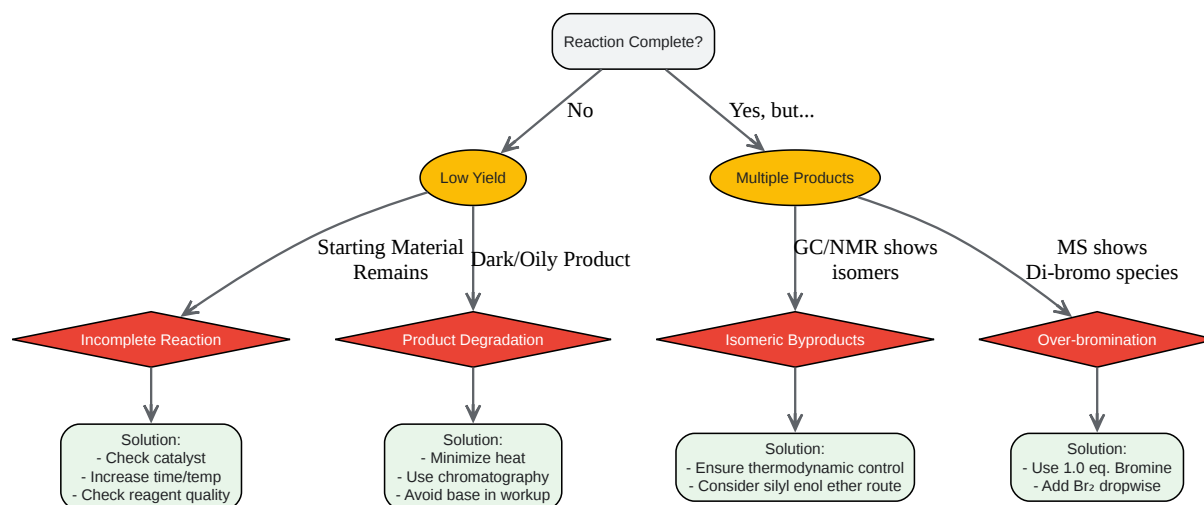 Reaction Complete?
No
Yes, but...
Low Yield
Multiple Products
Starting Material
Remains
Dark/Oily Product
GC/NMR shows
isomers
MS shows
Di-bromo species
Incomplete Reaction
Product Degradation
Isomeric Byproducts
Over-bromination
Solution:
- Check catalyst
- Increase time/temp
- Check reagent quality
Solution:
- Minimize heat
- Use chromatography
- Avoid base in workup
Solution:
- Ensure thermodynamic control
- Consider silyl enol ether route
Solution:
- Use 1.0 eq. Bromine
- Add Br₂ dropwise